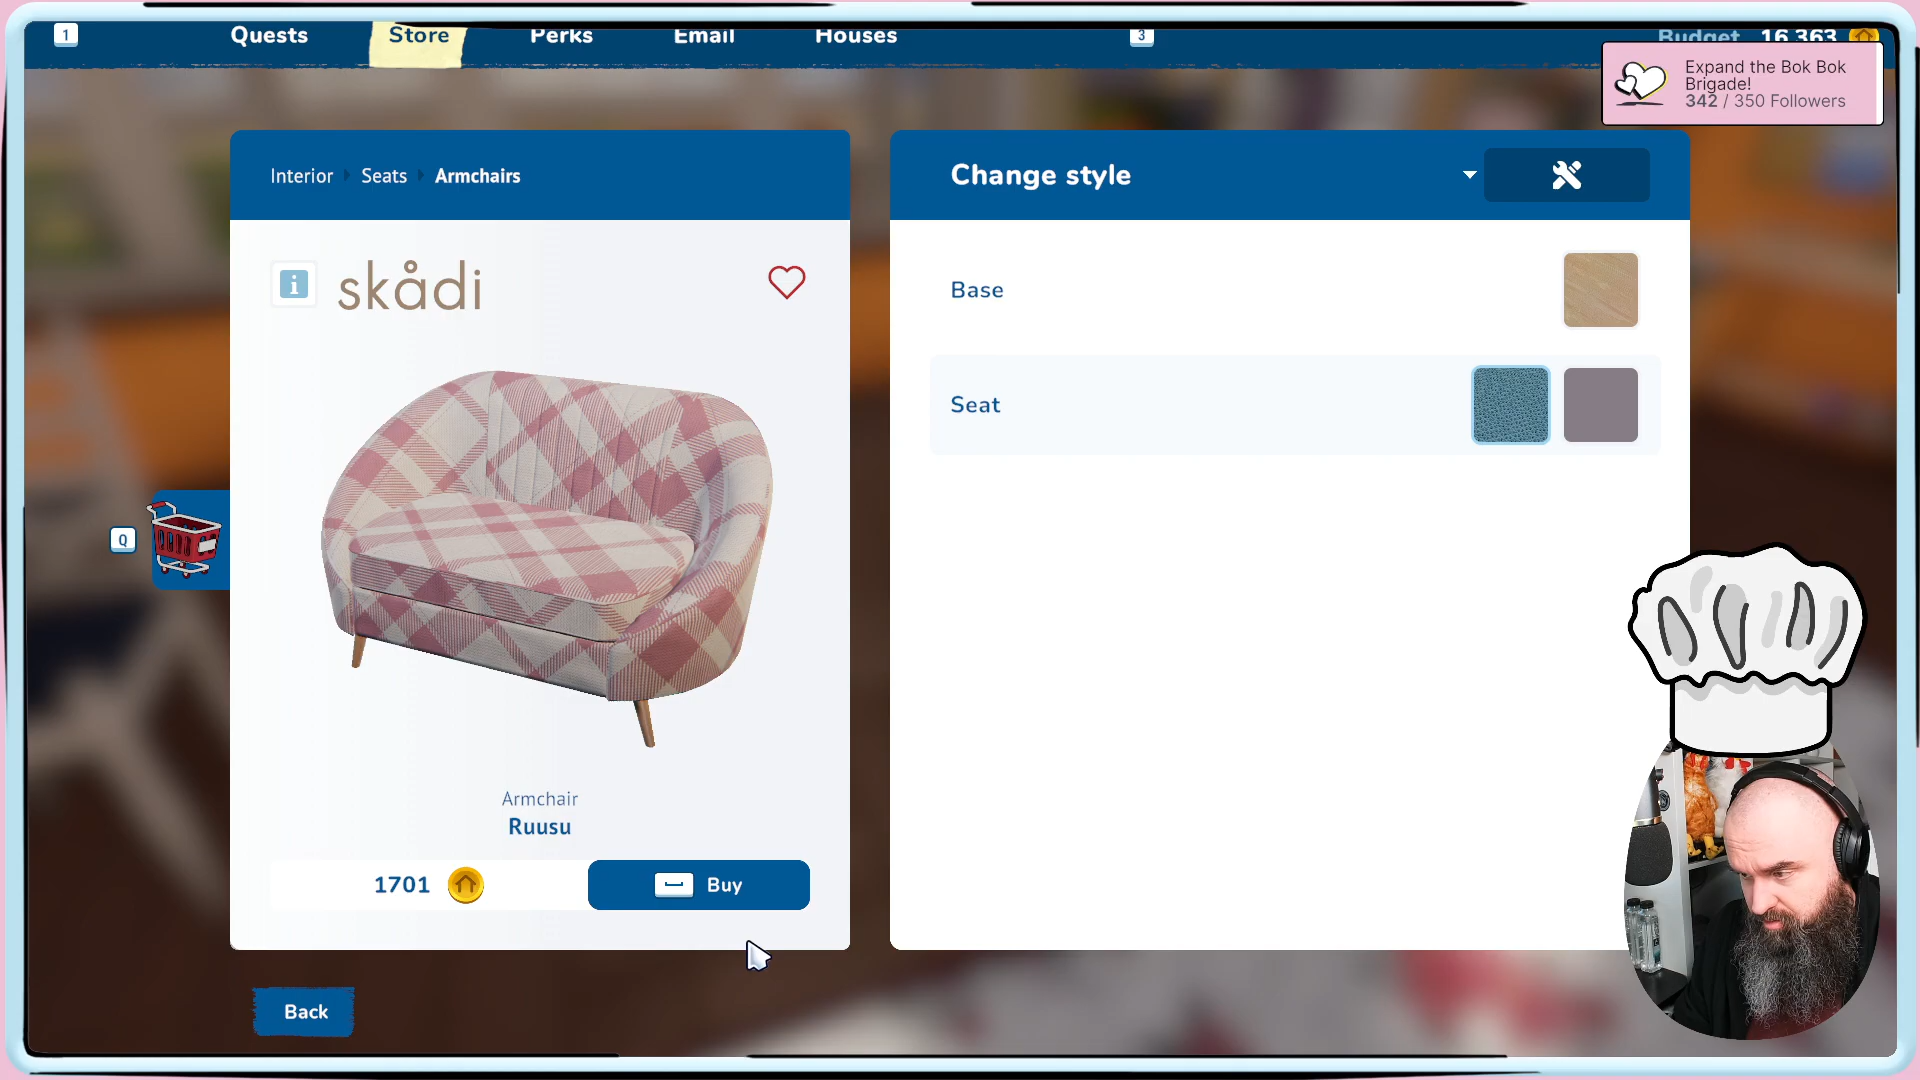 1
Quests
Store
Perks
Email
Houses
3
Budget 16 363
Expand the Bok Bok
Brigade!
342 / 350 Followers
Interior
Seats
Armchairs
i
skådi
Change style
Base
Seat
Q
Armchair
Ruusu
1701
Buy
Back